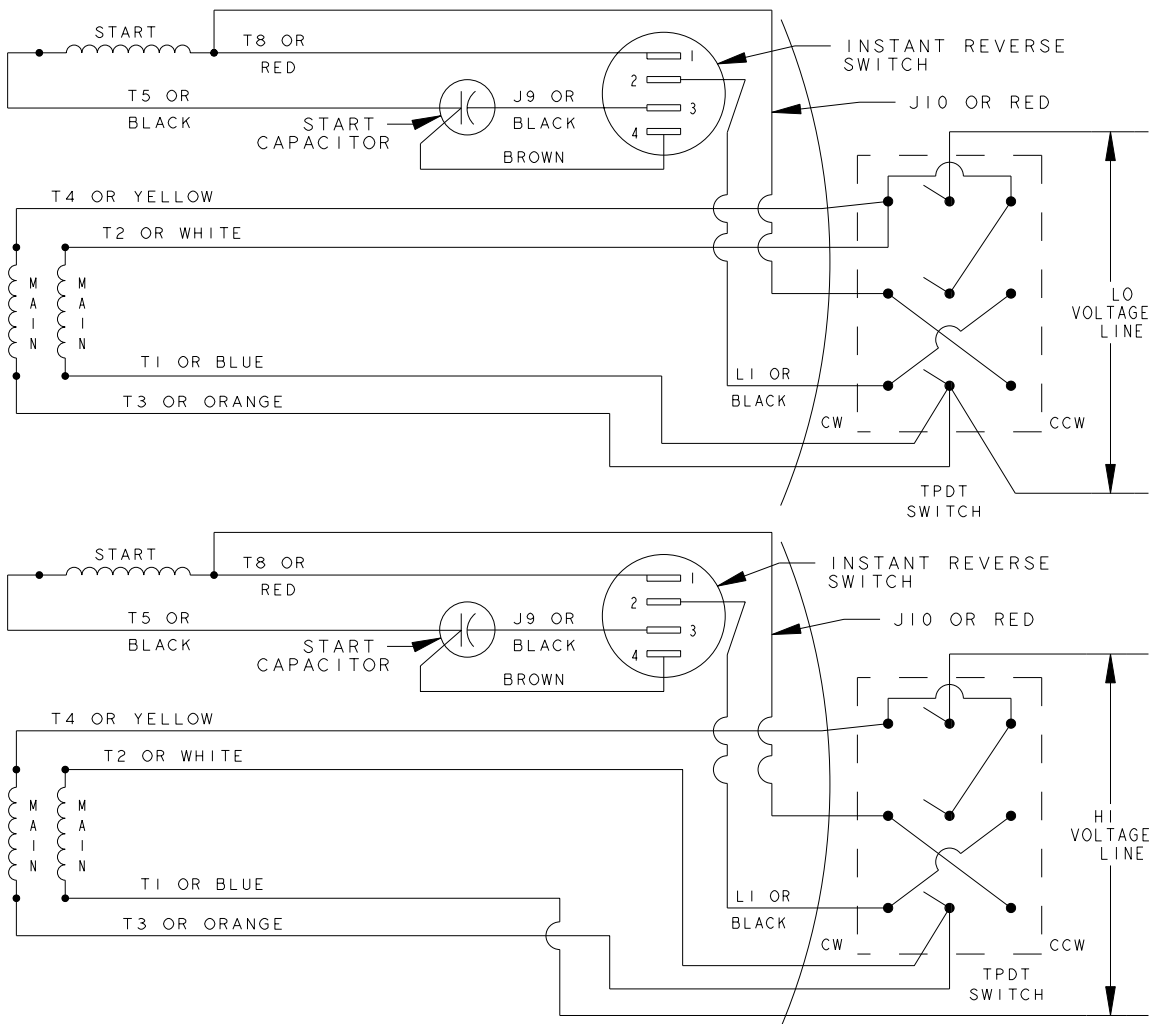 START
T8 OR
RED
T5 OR
BLACK
START
CAPACITOR
J9 OR
BLACK
BROWN
1
2
3
4
INSTANT REVERSE
SWITCH
J10 OR RED
T4 OR YELLOW
T2 OR WHITE
MAIN
MAIN
T1 OR BLUE
T3 OR ORANGE
L1 OR
BLACK
CW
CCW
LO
VOLTAGE
LINE
TPDT
SWITCH
START
T8 OR
RED
T5 OR
BLACK
START
CAPACITOR
J9 OR
BLACK
BROWN
1
2
3
4
INSTANT REVERSE
SWITCH
J10 OR RED
T4 OR YELLOW
T2 OR WHITE
MAIN
MAIN
T1 OR BLUE
T3 OR ORANGE
L1 OR
BLACK
CW
CCW
HI
VOLTAGE
LINE
TPDT
SWITCH